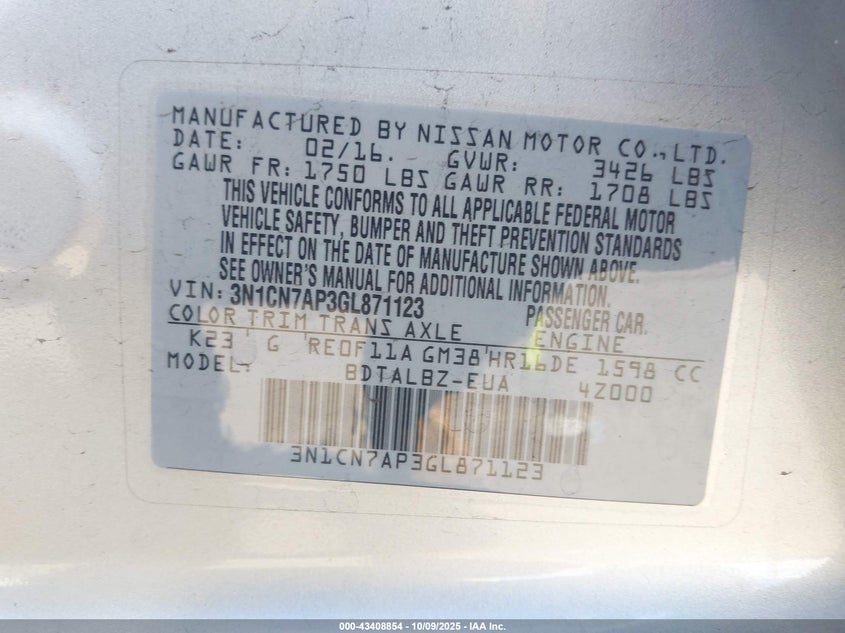 MANUFACTURED BY NISSAN MOTOR CO., LTD.
DATE: 02/16. GVWR: 3426 LBS
GAWR FR: 1750 LBS GAWR RR: 1708 LBS
THIS VEHICLE CONFORMS TO ALL APPLICABLE FEDERAL MOTOR
VEHICLE SAFETY, BUMPER AND THEFT PREVENTION STANDARDS
IN EFFECT ON THE DATE OF MANUFACTURE SHOWN ABOVE.
SEE OWNER'S MANUAL FOR ADDITIONAL INFORMATION.
VIN: 3N1CN7AP3GL871123 PASSENGER CAR.
COLOR TRIM TRANS AXLE ENGINE
K23 G RE0F11A GM38 HR16DE 1598 CC
MODEL: BDTALBZ-EUA 4Z000
3N1CN7AP3GL871123
000-43408854 - 10/09/2025 - IAA Inc.